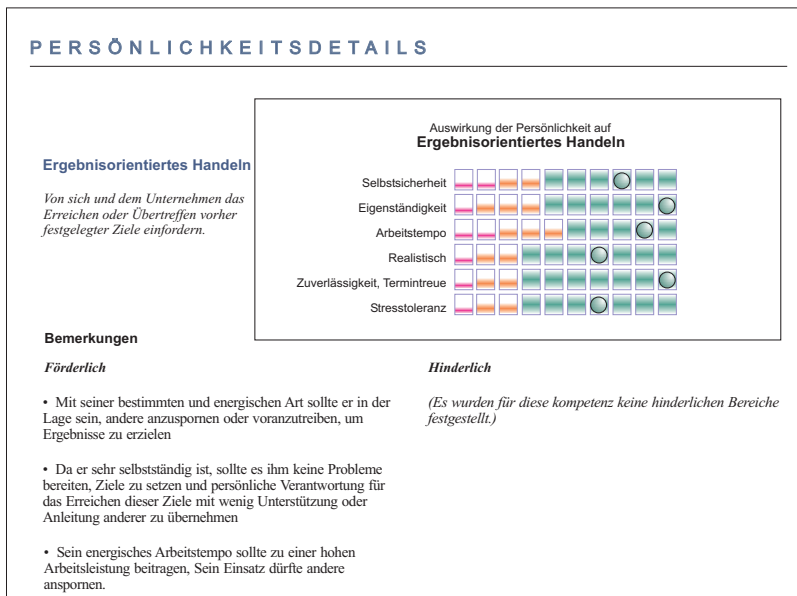 PERSÖNLICHKEITSDETAILS
Auswirkung der Persönlichkeit auf
Ergebnisorientiertes Handeln
Ergebnisorientiertes Handeln
Von sich und dem Unternehmen das
Erreichen oder Übertreffen vorher
festgelegter Ziele einfordern.
Selbstsicherheit
Eigenständigkeit
Arbeitstempo
Realistisch
Zuverlässigkeit, Termintreue
Stresstoleranz
Bemerkungen
Förderlich
• Mit seiner bestimmten und energischen Art sollte er in der
Lage sein, andere anzuspornen oder voranzutreiben, um
Ergebnisse zu erzielen
• Da er sehr selbstständig ist, sollte es ihm keine Probleme
bereiten, Ziele zu setzen und persönliche Verantwortung für
das Erreichen dieser Ziele mit wenig Unterstützung oder
Anleitung anderer zu übernehmen
• Sein energisches Arbeitstempo sollte zu einer hohen
Arbeitsleistung beitragen, Sein Einsatz dürfte andere
anspornen.
Hinderlich
(Es wurden für diese kompetenz keine hinderlichen Bereiche
festgestellt.)